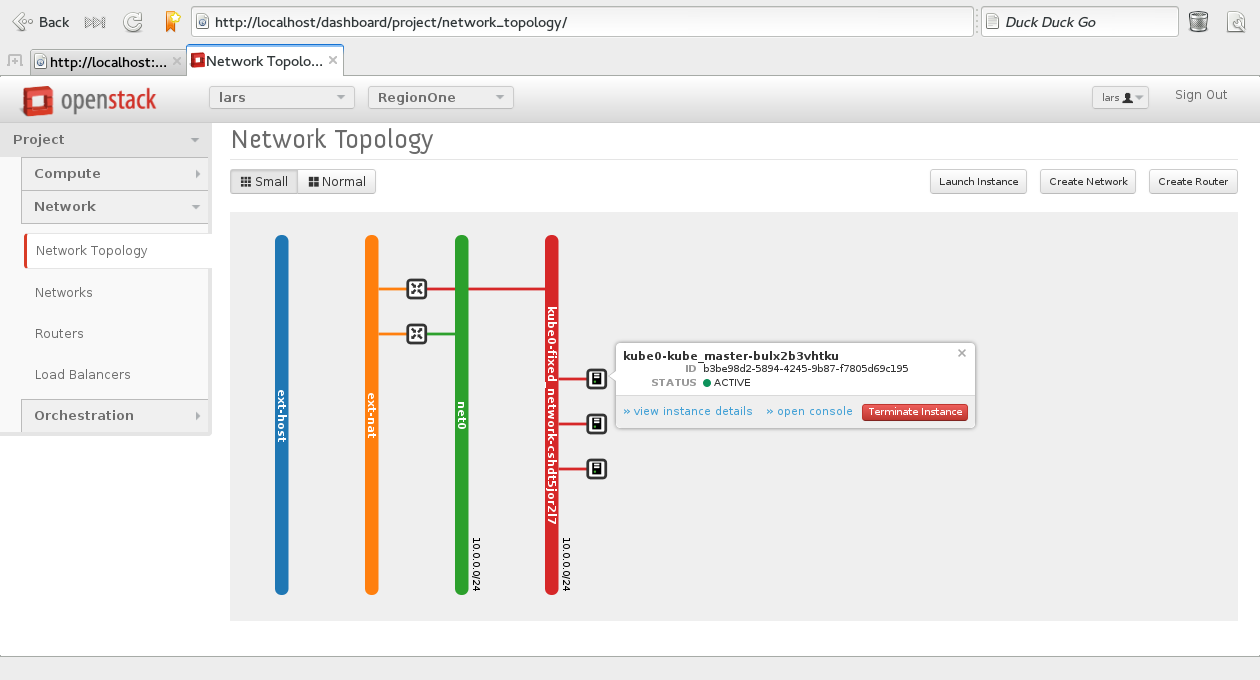 Back
http://localhost/dashboard/project/network_topology/
Duck Duck Go
http://localhost:...
Network Topolo...
openstack
lars
RegionOne
lars
Sign Out
Project
Compute
Network
Network Topology
Networks
Routers
Load Balancers
Orchestration
Network Topology
Small
Normal
Launch Instance
Create Network
Create Router
ext-host
ext-nat
net0
10.0.0.0/24
kube0-fixed_network-cshdt5jor2l7
10.0.0.0/24
kube0-kube_master-bulx2b3vhtku
ID b3be98d2-5894-4245-9b87-f7805d69c195
STATUS ACTIVE
» view instance details » open console Terminate Instance